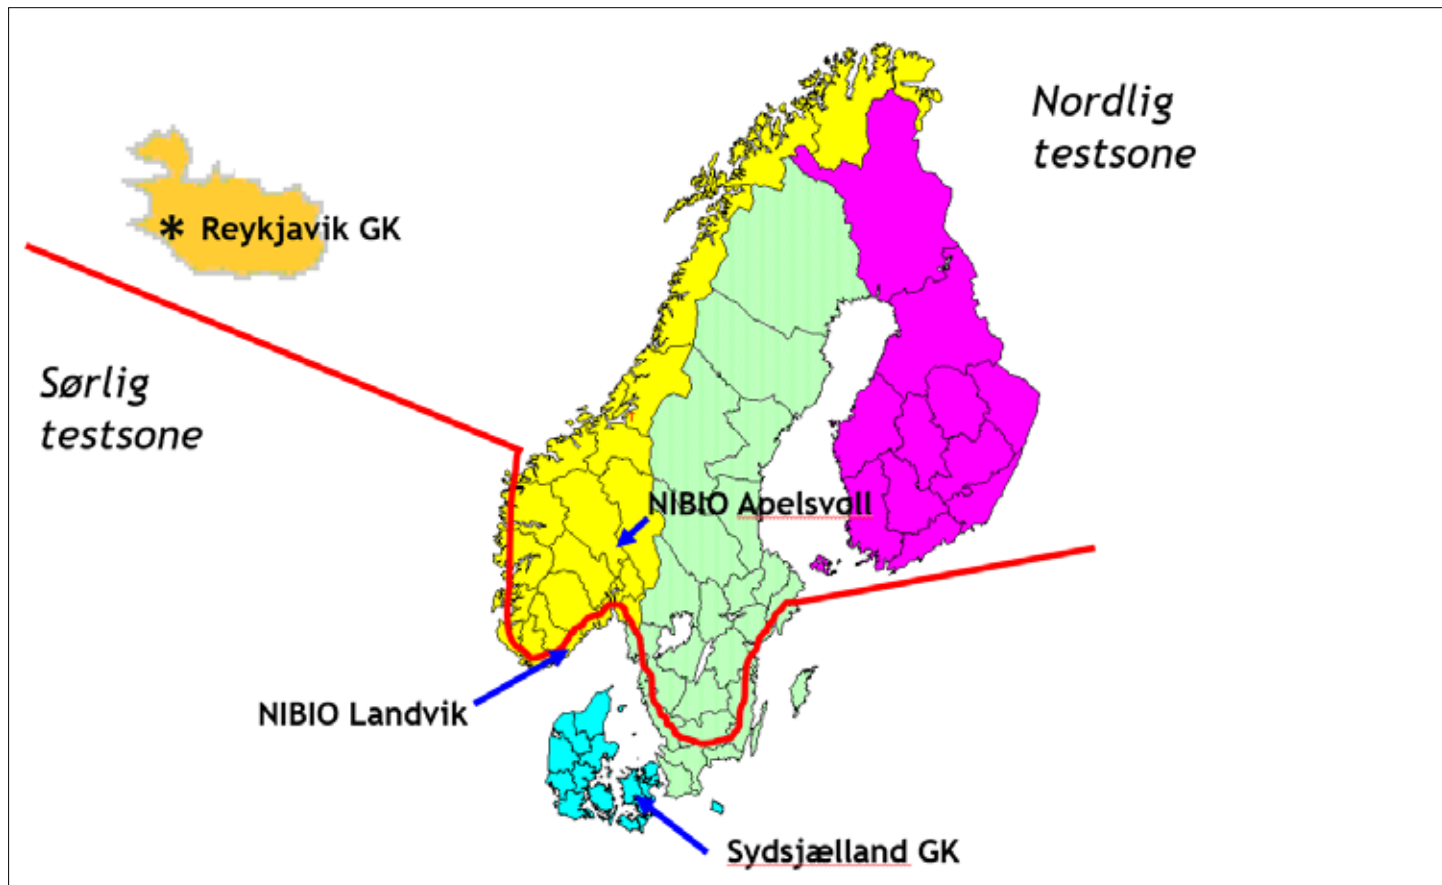 Nordlig
testsone
* Reykjavik GK
Sørlig
testsone
NIBIO Apelsvoll
NIBIO Landvik
Sydsjælland GK